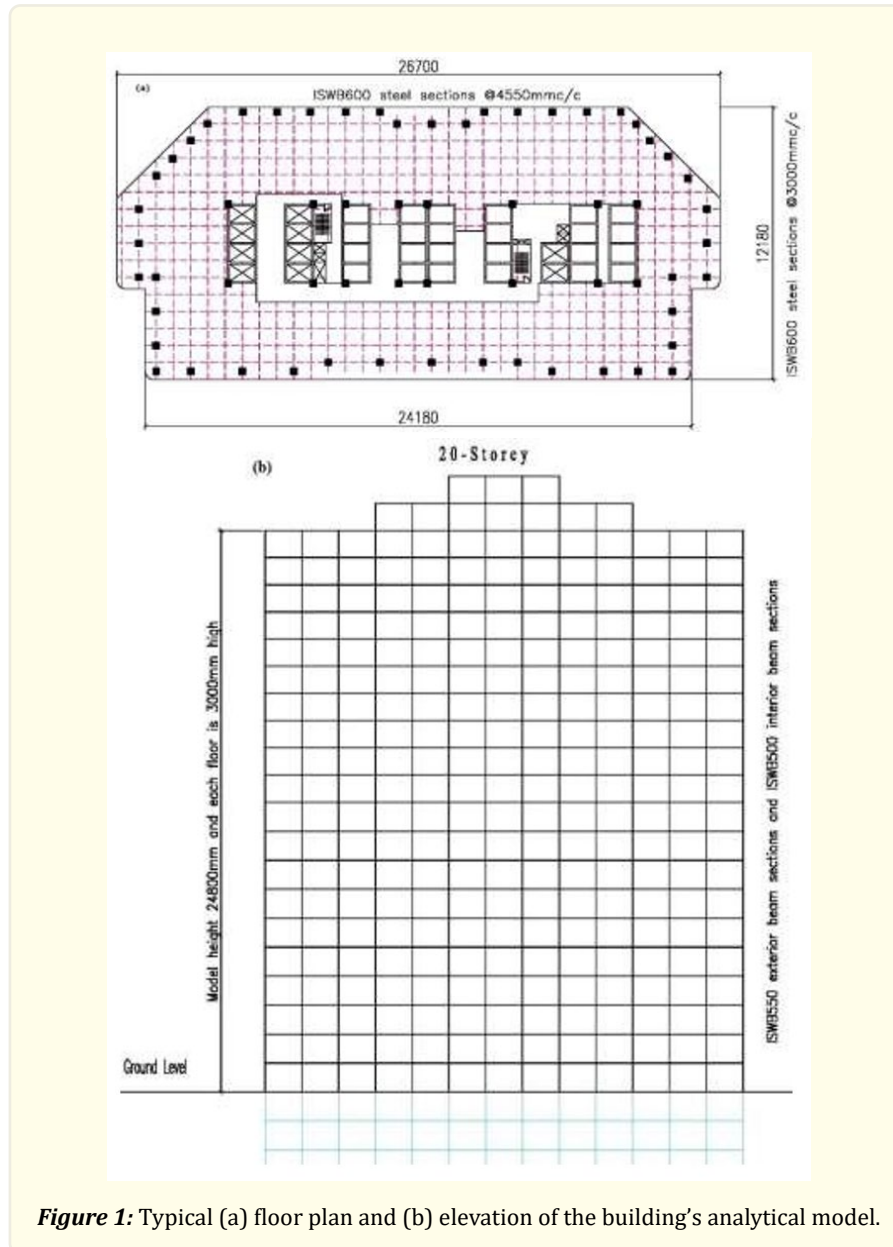 26700
(a)
ISWB600 steel sections @4550mmc/c
ISWB600 steel sections @3000mmc/c
12180
24180
20-Storey
(b)
Model height 24800mm and each floor is 3000mm high
ISWB550 exterior beam sections and ISWB500 interior beam sections
Ground Level
Figure 1: Typical (a) floor plan and (b) elevation of the building's analytical model.